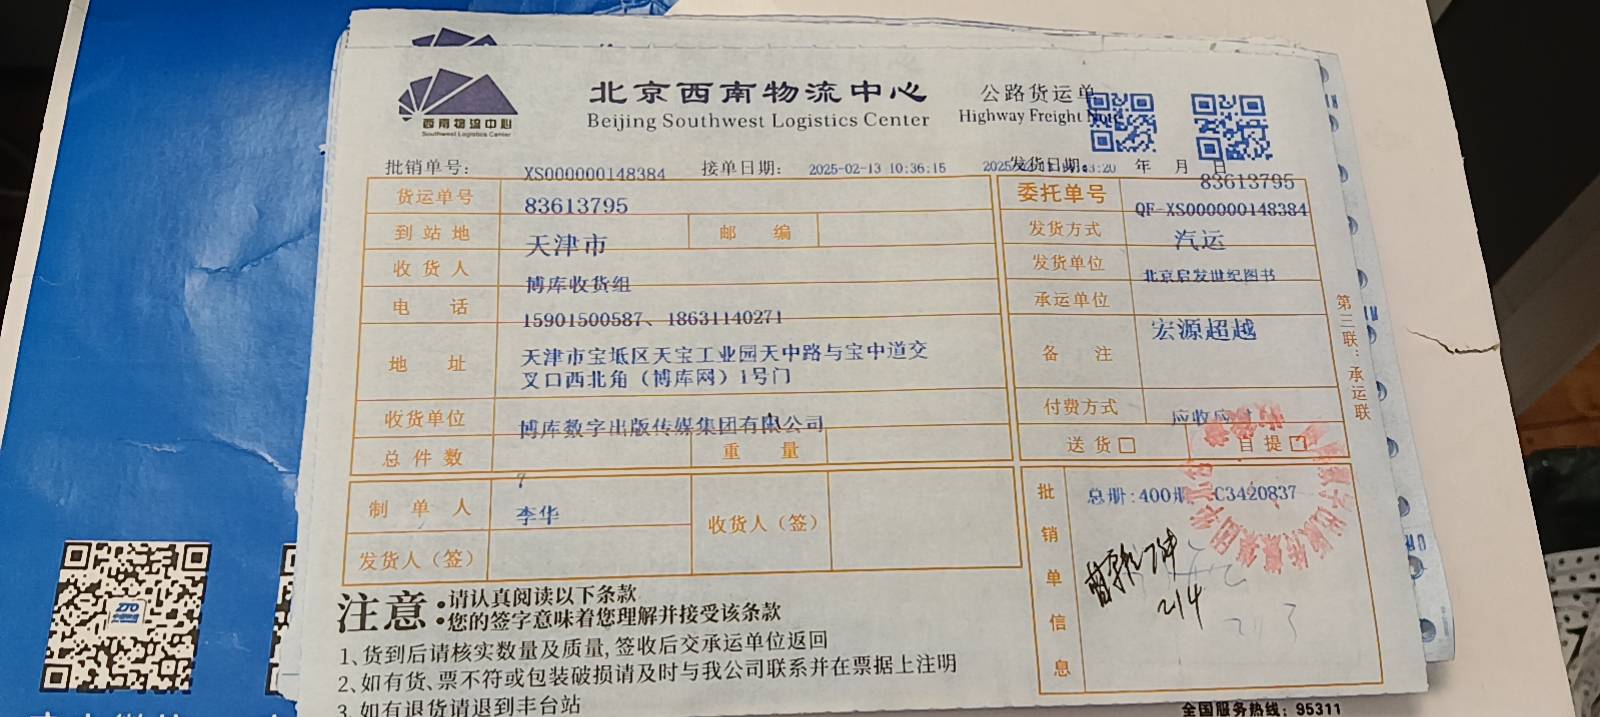 西南物流中心
Southwest Logistics Center
北京西南物流中心
Beijing Southwest Logistics Center
公路货运单
Highway Freight Note
批销单号:
XS000000148384
接单日期:
2025-02-13 10:36:15
发货日期:
年 月 日
83613795
货运单号
83613795
委托单号
QF-XS000000148384
到站地
天津市
邮 编
发货方式
汽运
收货人
博库收货组
发货单位
北京启发世纪图书
电 话
15901500587、18631140271
承运单位
宏源超越
地 址
天津市宝坻区天宝工业园天中路与宝中道交
叉口西北角（博库网）1号门
备 注
收货单位
博库数字出版传媒集团有限公司
付费方式
应收应付
总件数
7
重 量
送货□
自提□
制单人
李华
收货人（签）
发货人（签）
批销单信息
总册:400册
C3420837
7件
2/4
213
第三联：承运联
注意:
请认真阅读以下条款
您的签字意味着您理解并接受该条款
1、货到后请核实数量及质量,签收后交承运单位返回
2、如有货、票不符或包装破损请及时与我公司联系并在票据上注明
3、如有退货请退到丰台站
ZTO
全国服务热线: 95311